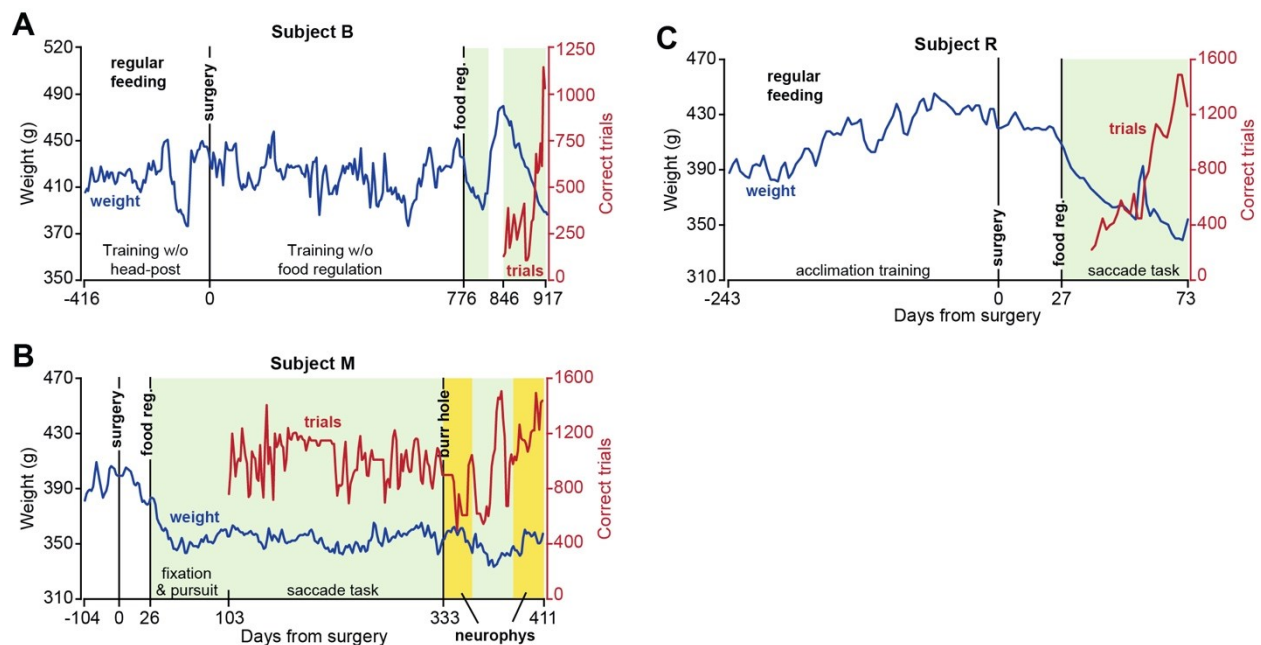 A
Subject B
520
490
450
410
370
350
Weight (g)
regular
feeding
surgery
food reg.
weight
Training w/o
head-post
Training w/o
food regulation
trials
1250
1000
750
500
250
0
Correct trials
-416
0
776
846
917
B
Subject M
470
430
390
350
310
Weight (g)
surgery
food reg.
burr hole
trials
weight
fixation
& pursuit
saccade task
1600
1200
800
400
0
Correct trials
-104
0
26
103
333
411
Days from surgery
neurophys
C
Subject R
470
430
390
350
310
Weight (g)
regular
feeding
weight
surgery
food reg.
trials
acclimation training
saccade task
1600
1200
800
400
0
Correct trials
-243
0
27
73
Days from surgery